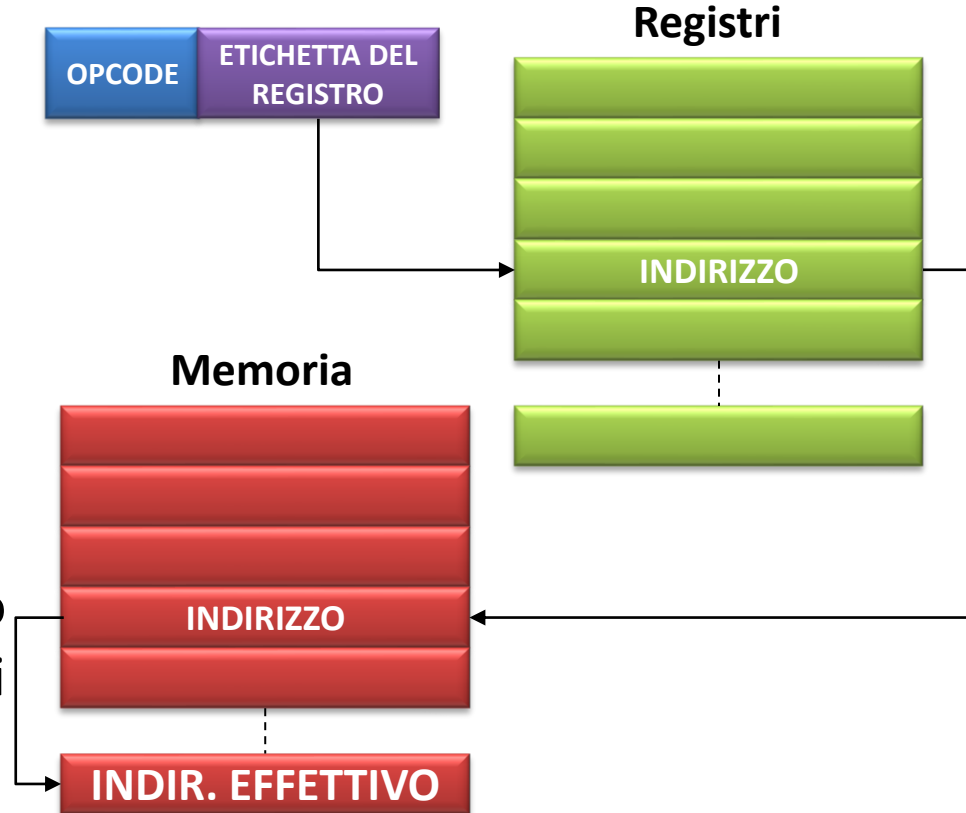 Registri
OPCODE
ETICHETTA DEL
REGISTRO
INDIRIZZO
Memoria
INDIRIZZO
i
INDIR. EFFETTIVO